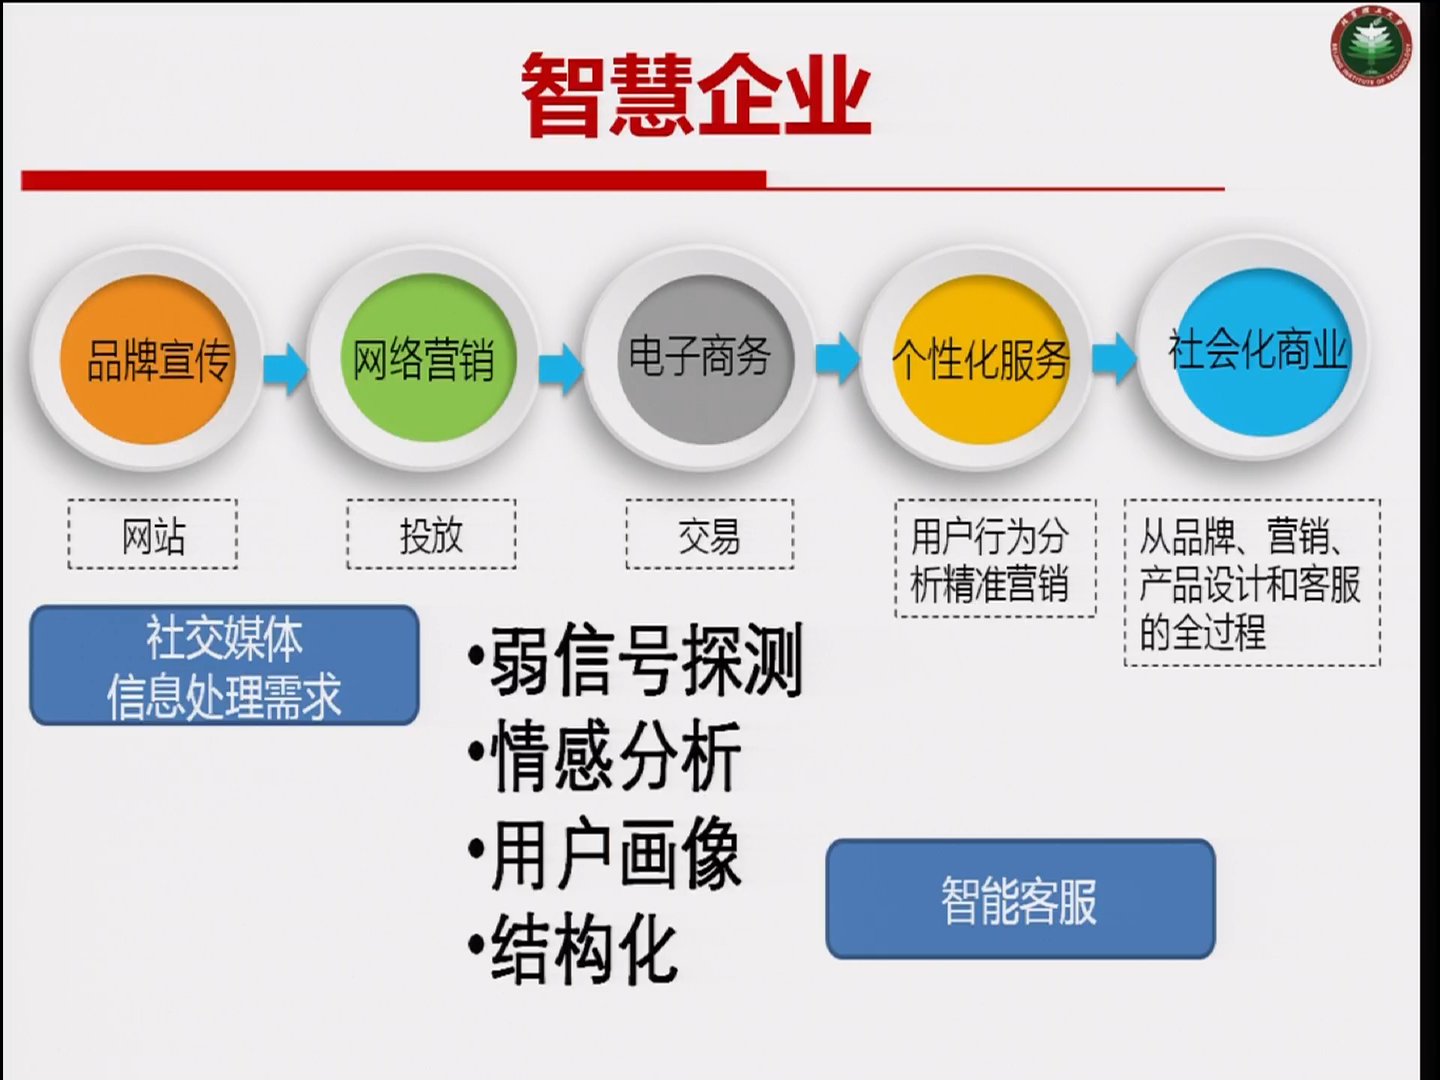 智慧企业
品牌宣传
网络营销
电子商务
个性化服务
社会化商业
网站
投放
交易
用户行为分
析精准营销
从品牌、营销、
产品设计和客服
的全过程
社交媒体
信息处理需求
•弱信号探测
•情感分析
•用户画像
•结构化
智能客服